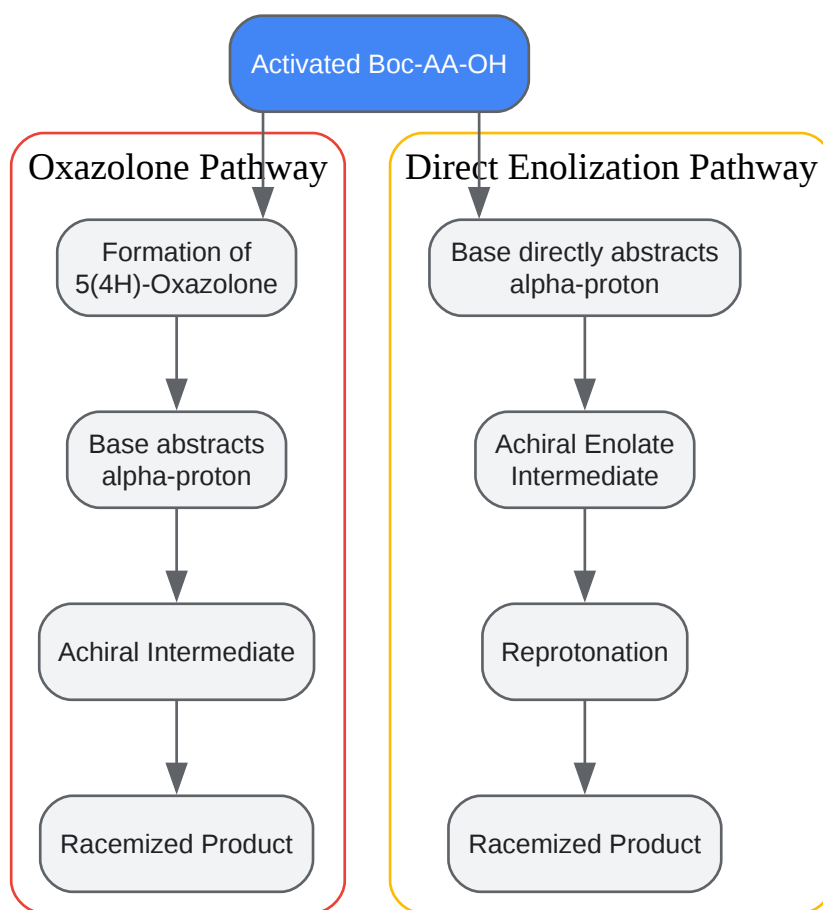 Activated Boc-AA-OH
Oxazolone Pathway
Formation of
5(4H)-Oxazolone
Base abstracts
alpha-proton
Achiral Intermediate
Racemized Product
Direct Enolization Pathway
Base directly abstracts
alpha-proton
Achiral Enolate
Intermediate
Reprotonation
Racemized Product